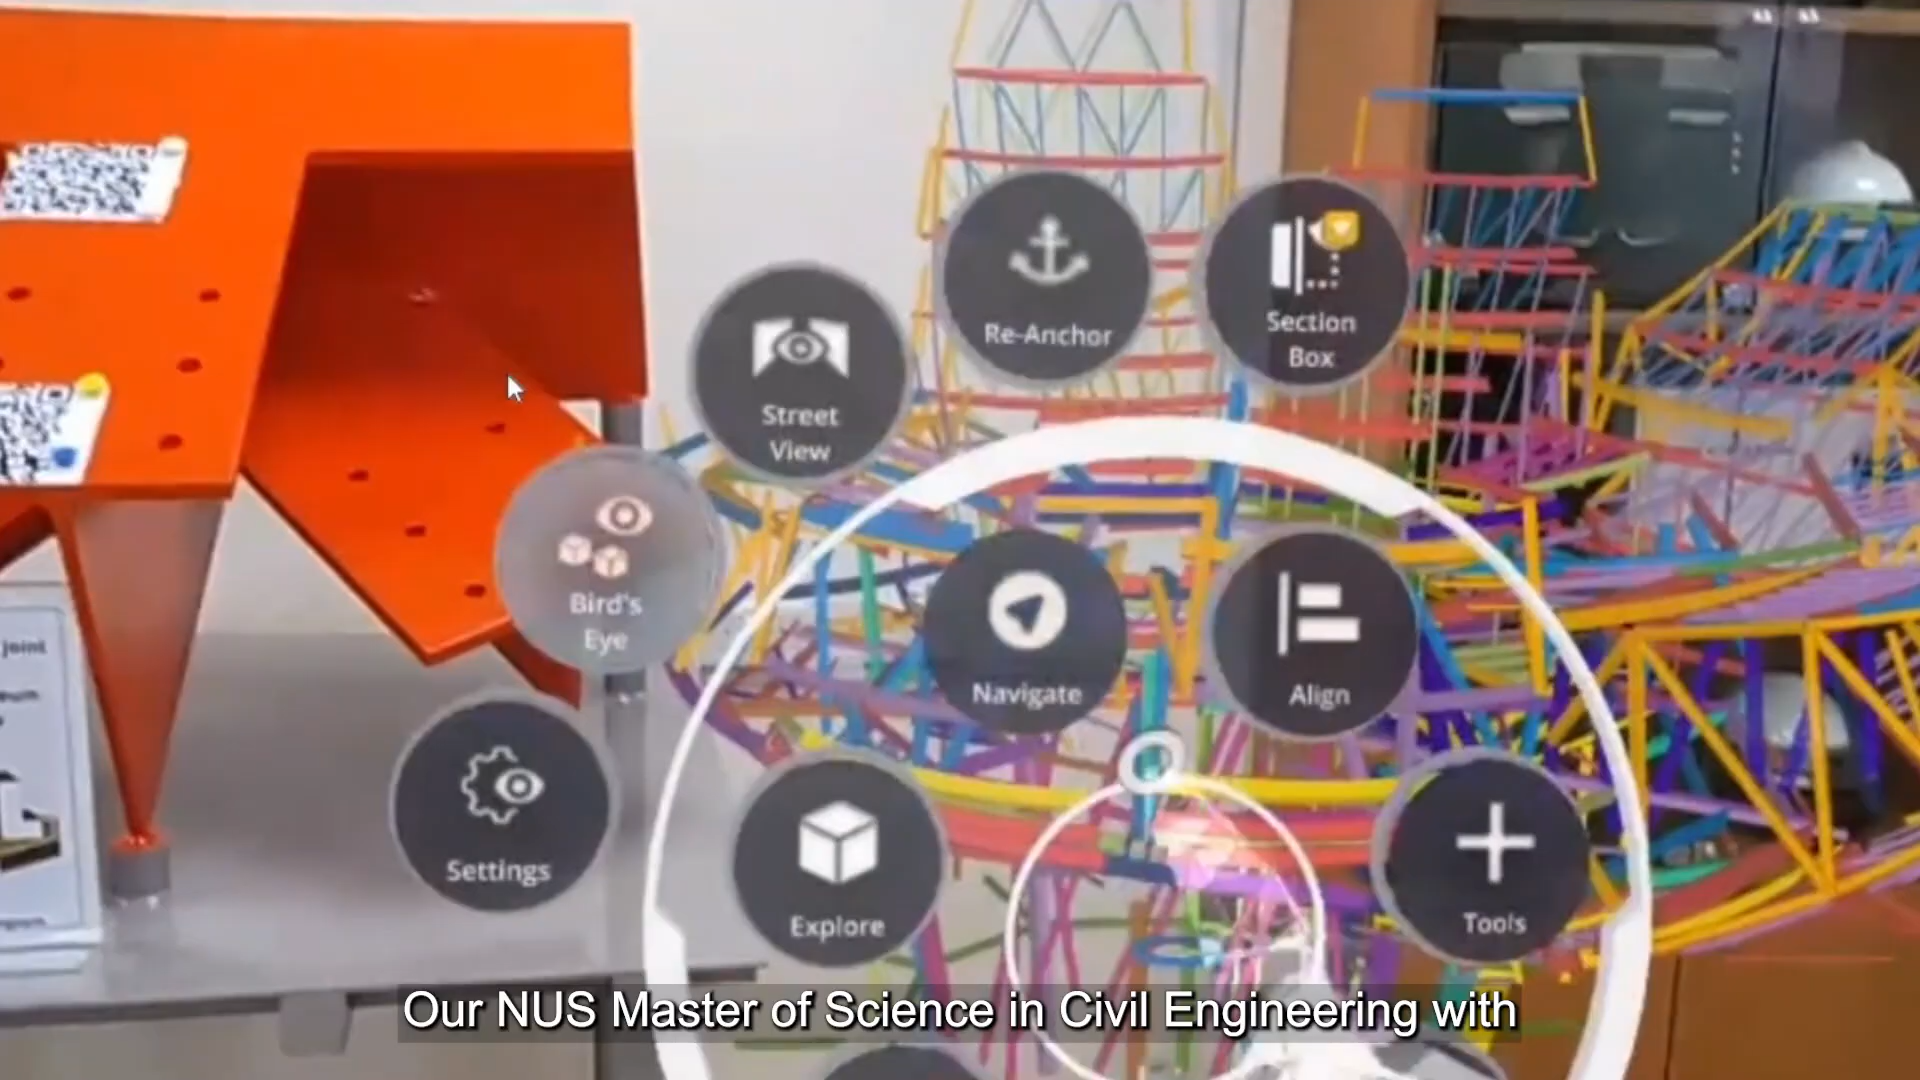 Re-Anchor
Section
Box
Street
View
Bird's
Eye
Navigate
Align
Settings
Explore
Tools
joint
Our NUS Master of Science in Civil Engineering with